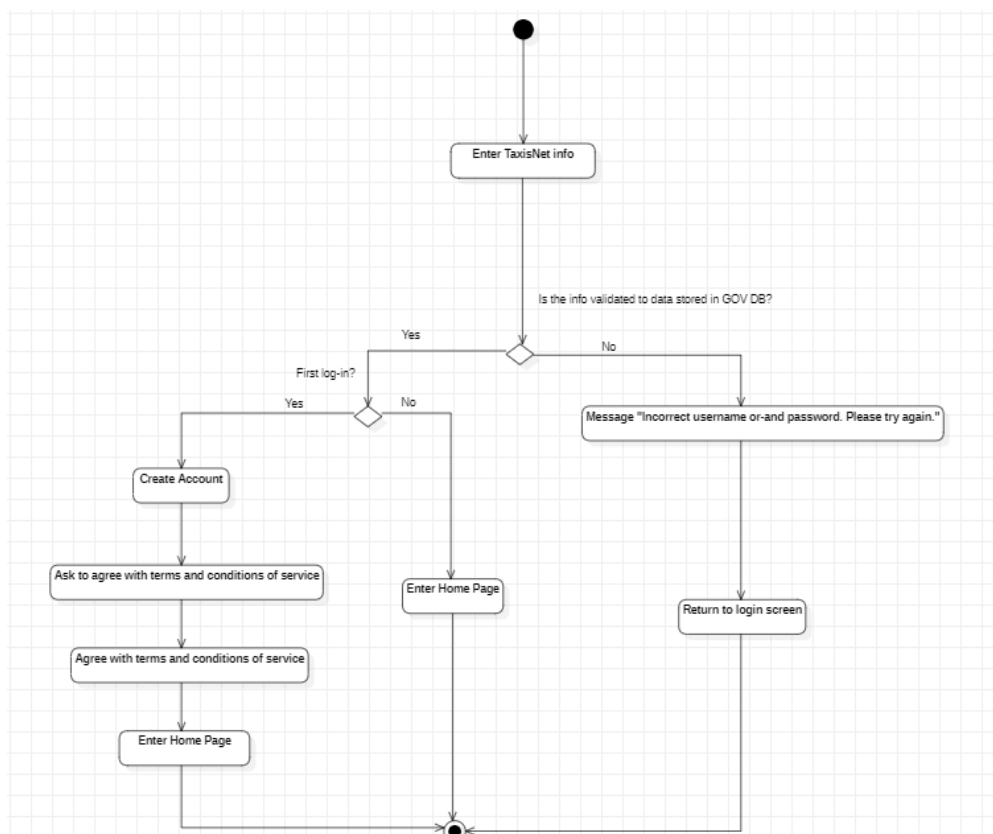 Enter TaxisNet info
Is the info validated to data stored in GOV DB?
Yes
No
First log-in?
Yes
No
Message "Incorrect username or-and password. Please try again."
Create Account
Ask to agree with terms and conditions of service
Enter Home Page
Return to login screen
Agree with terms and conditions of service
Enter Home Page